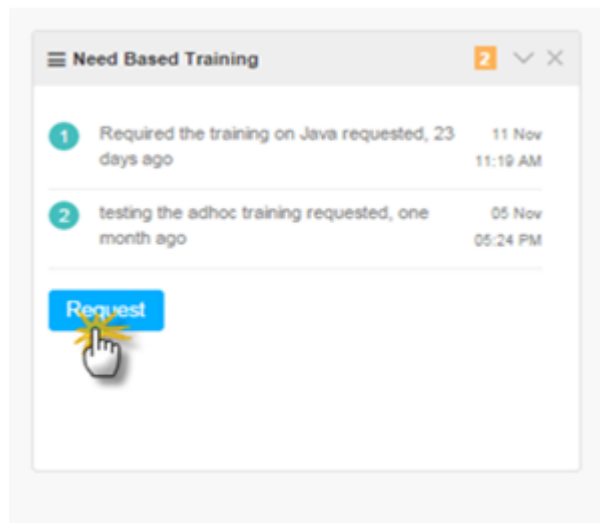 Need Based Training
2
1
Required the training on Java requested, 23
days ago
11 Nov
11:19 AM
2
testing the adhoc training requested, one
month ago
05 Nov
05:24 PM
Request